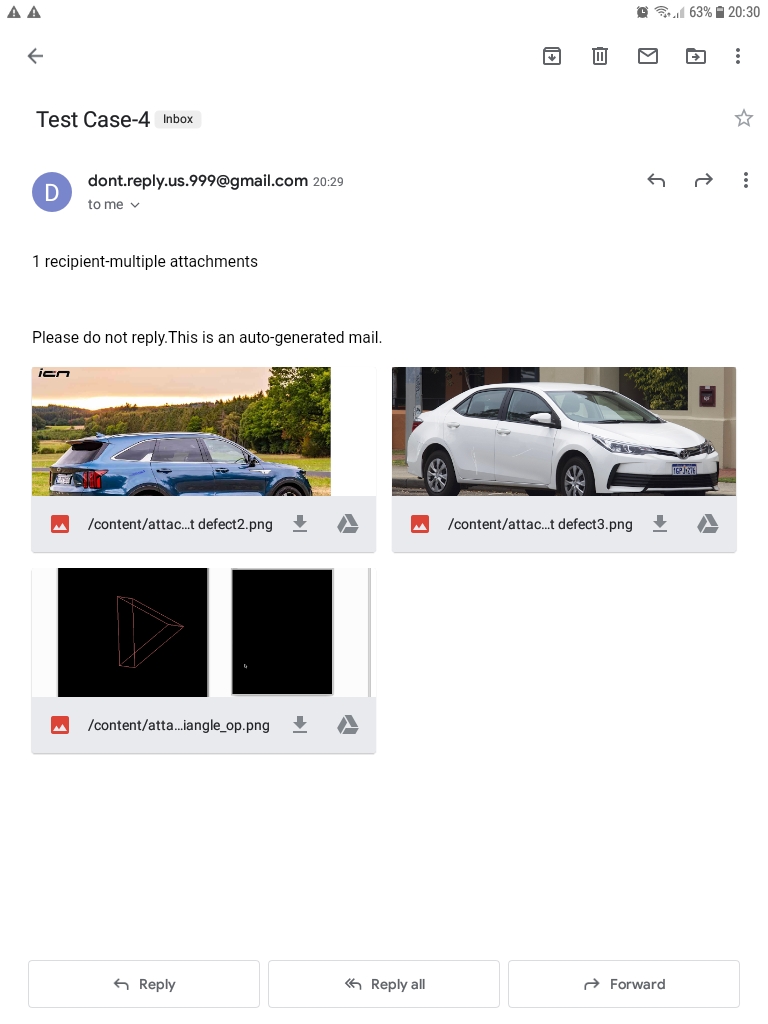 63% 20:30
Test Case-4 Inbox
D
dont.reply.us.999@gmail.com 20:29
to me
1 recipient-multiple attachments
Please do not reply.This is an auto-generated mail.
/content/attac...t defect2.png
/content/attac...t defect3.png
/content/atta...iangle_op.png
Reply
Reply all
Forward